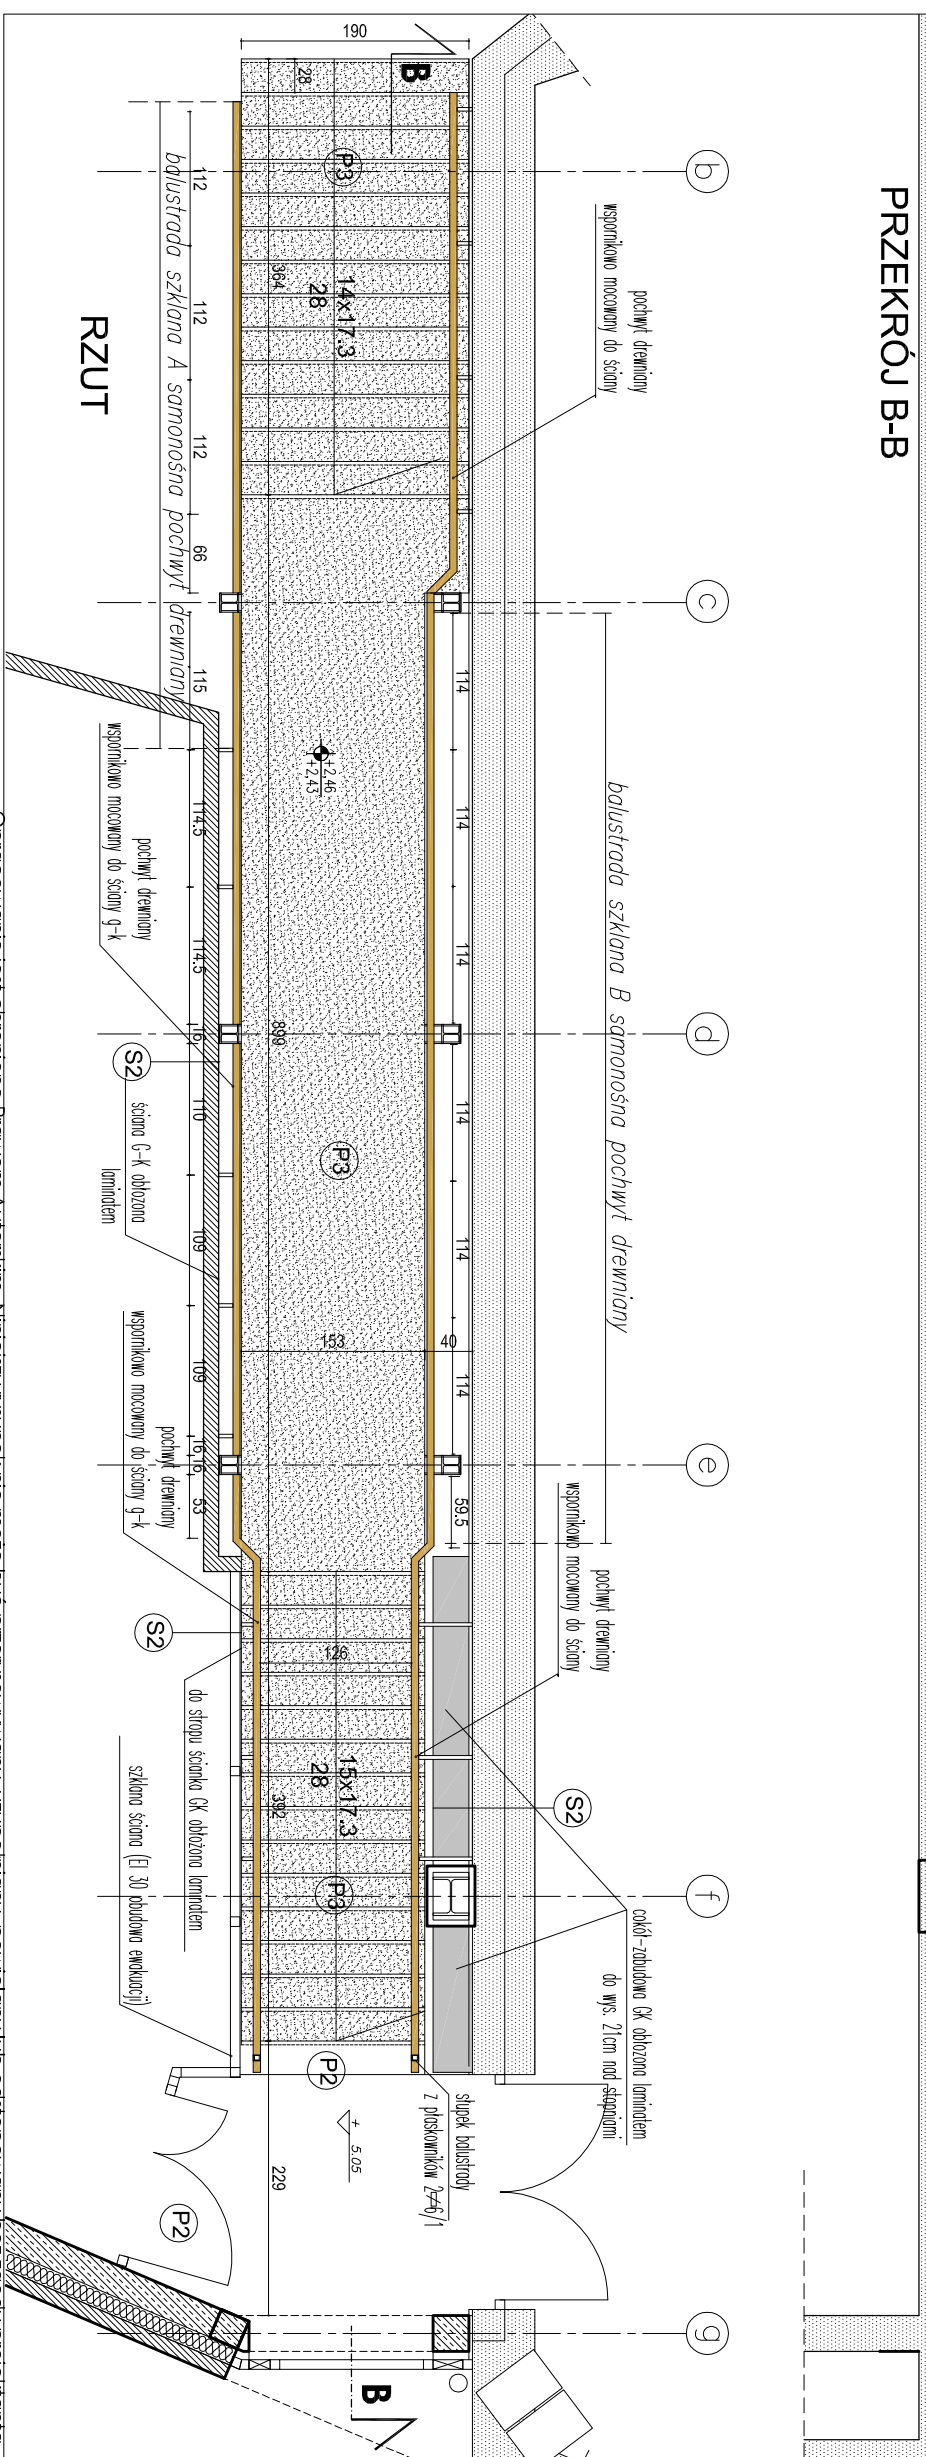 PRZEKRÓJ B-B
b
c
d
e
f
g
pochwyt drewniany
wspornikowo mocowany do ściany
balustrada szklana B samonośna pochwyt drewniany
pochwyt drewniany
wspornikowo mocowany do ściany
S2
cokół-zabudowa GK obłożona laminatem
do wys. 21cm nad stopniami
słupek balustrady
z płaskowników 2#6/1
114
114
114
114
114
114
59.5
40
190
B
28
P3
14x17.3
28
364
+2,46
+2,43
899
P3
153
126
15x17.3
28
392
P3
P2
+
5.05
229
B
112
112
112
66
115
114,5
114,5
16
110
109
109
16
16
53
balustrada szklana A samonośna pochwyt drewniany
RZUT
pochwyt drewniany
wspornikowo mocowany do ściany g-k
S2
ściana G-K obłożona
laminatem
pochwyt drewniany
wspornikowo mocowany do ściany g-k
S2
do stropu ścianka GK obłożona laminatem
szklana ściana (EI 30 obudowa ewakuacji)
P2